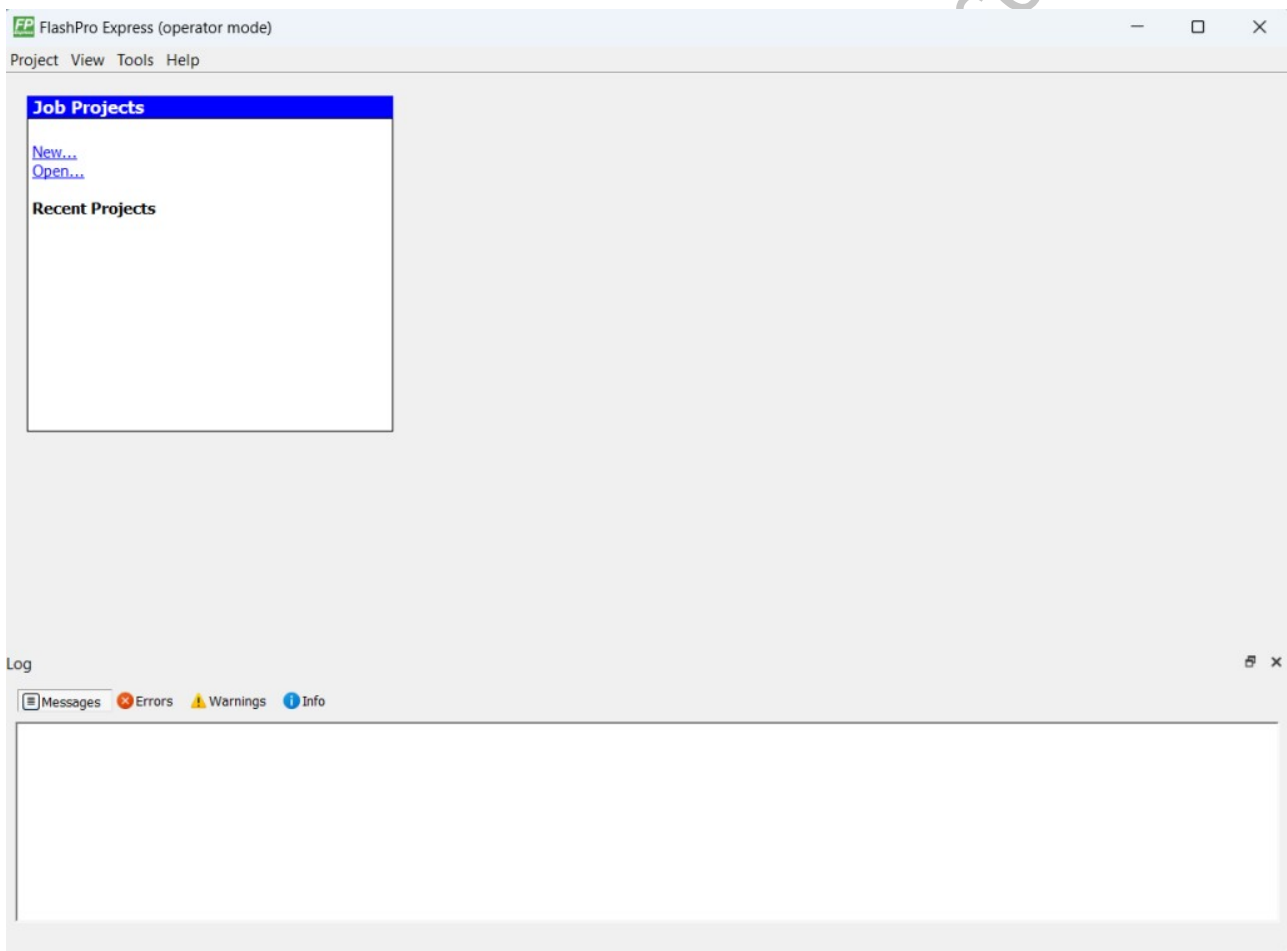 FP FlashPro Express (operator mode)
Project View Tools Help
Job Projects
New...
Open...
Recent Projects
Log
Messages Errors Warnings Info